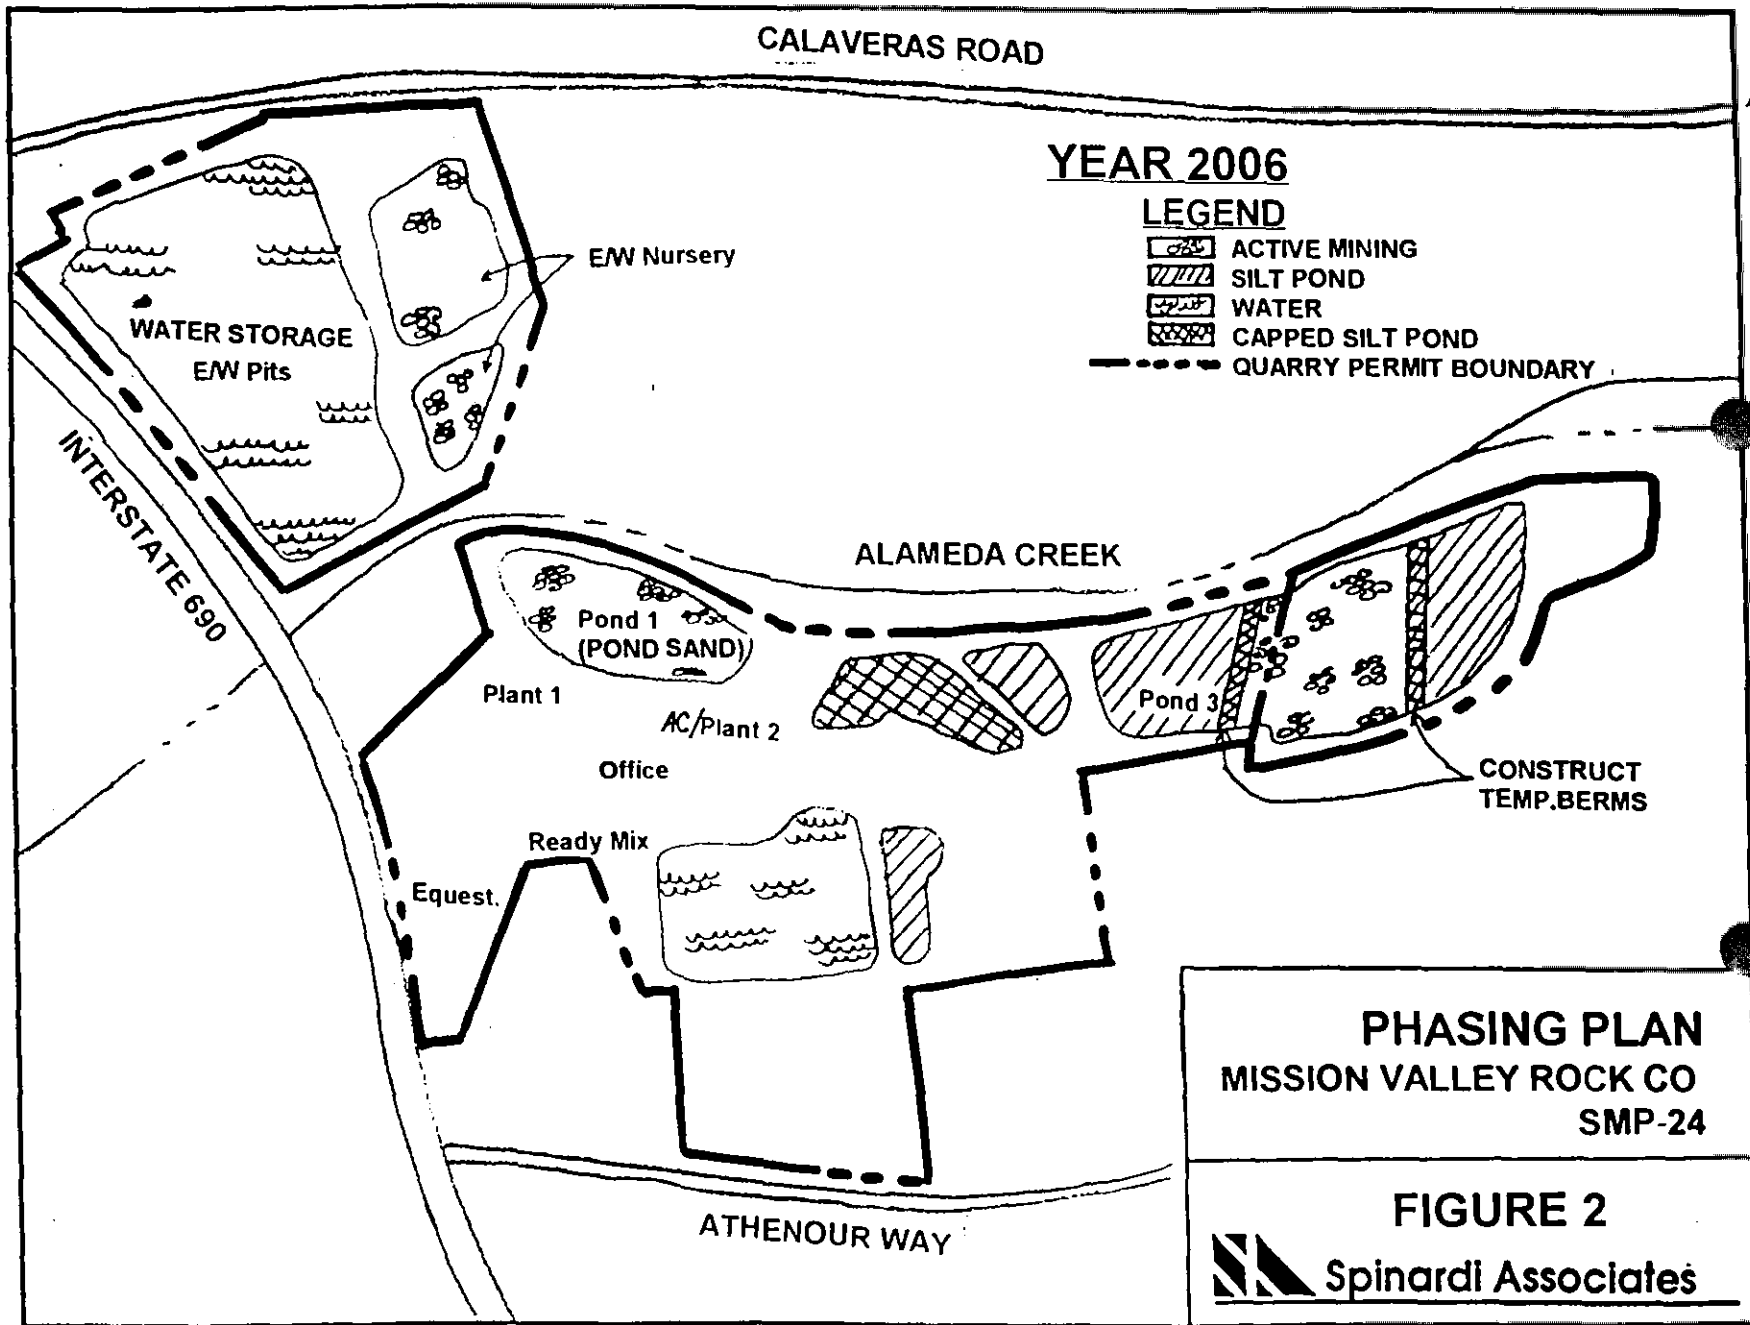 CALAVERAS ROAD
YEAR 2006
LEGEND
ACTIVE MINING
SILT POND
WATER
CAPPED SILT POND
QUARRY PERMIT BOUNDARY
E/W Nursery
WATER STORAGE
E/W Pits
INTERSTATE 690
ALAMEDA CREEK
Pond 1
(POND SAND)
Plant 1
AC/Plant 2
Office
Pond 3
CONSTRUCT
TEMP.BERMS
Ready Mix
Equest.
ATHENOUR WAY
PHASING PLAN
MISSION VALLEY ROCK CO
SMP-24
FIGURE 2
Spinardi Associates